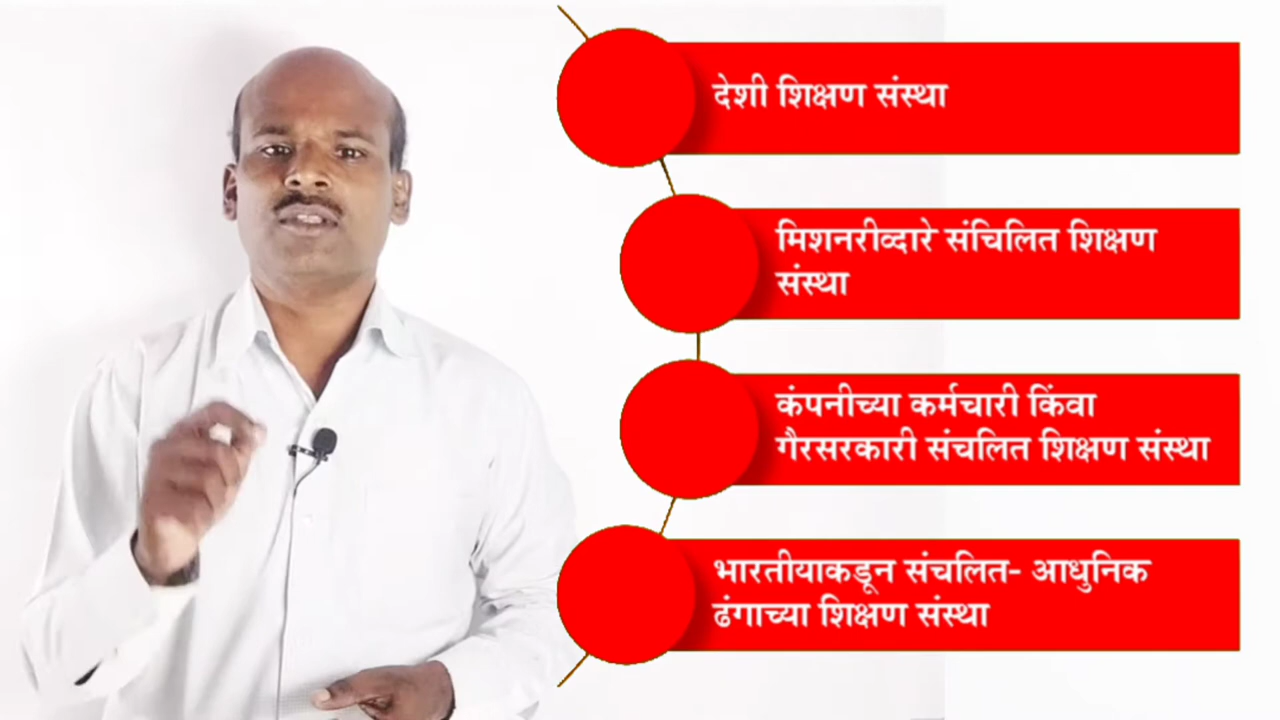 देशी शिक्षण संस्था
मिशनरीव्दारे संचिलित शिक्षण
संस्था
कंपनीच्या कर्मचारी किंवा
गैरसरकारी संचलित शिक्षण संस्था
भारतीयाकडून संचलित- आधुनिक
ढंगाच्या शिक्षण संस्था